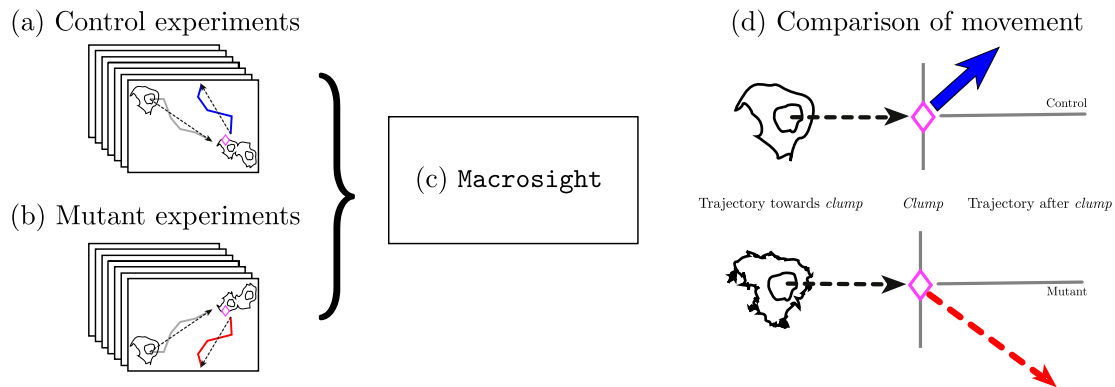 (a) Control experiments
(b) Mutant experiments
(c) Macrosight
(d) Comparison of movement
Control
Trajectory towards clump
Clump
Trajectory after clump
Mutant